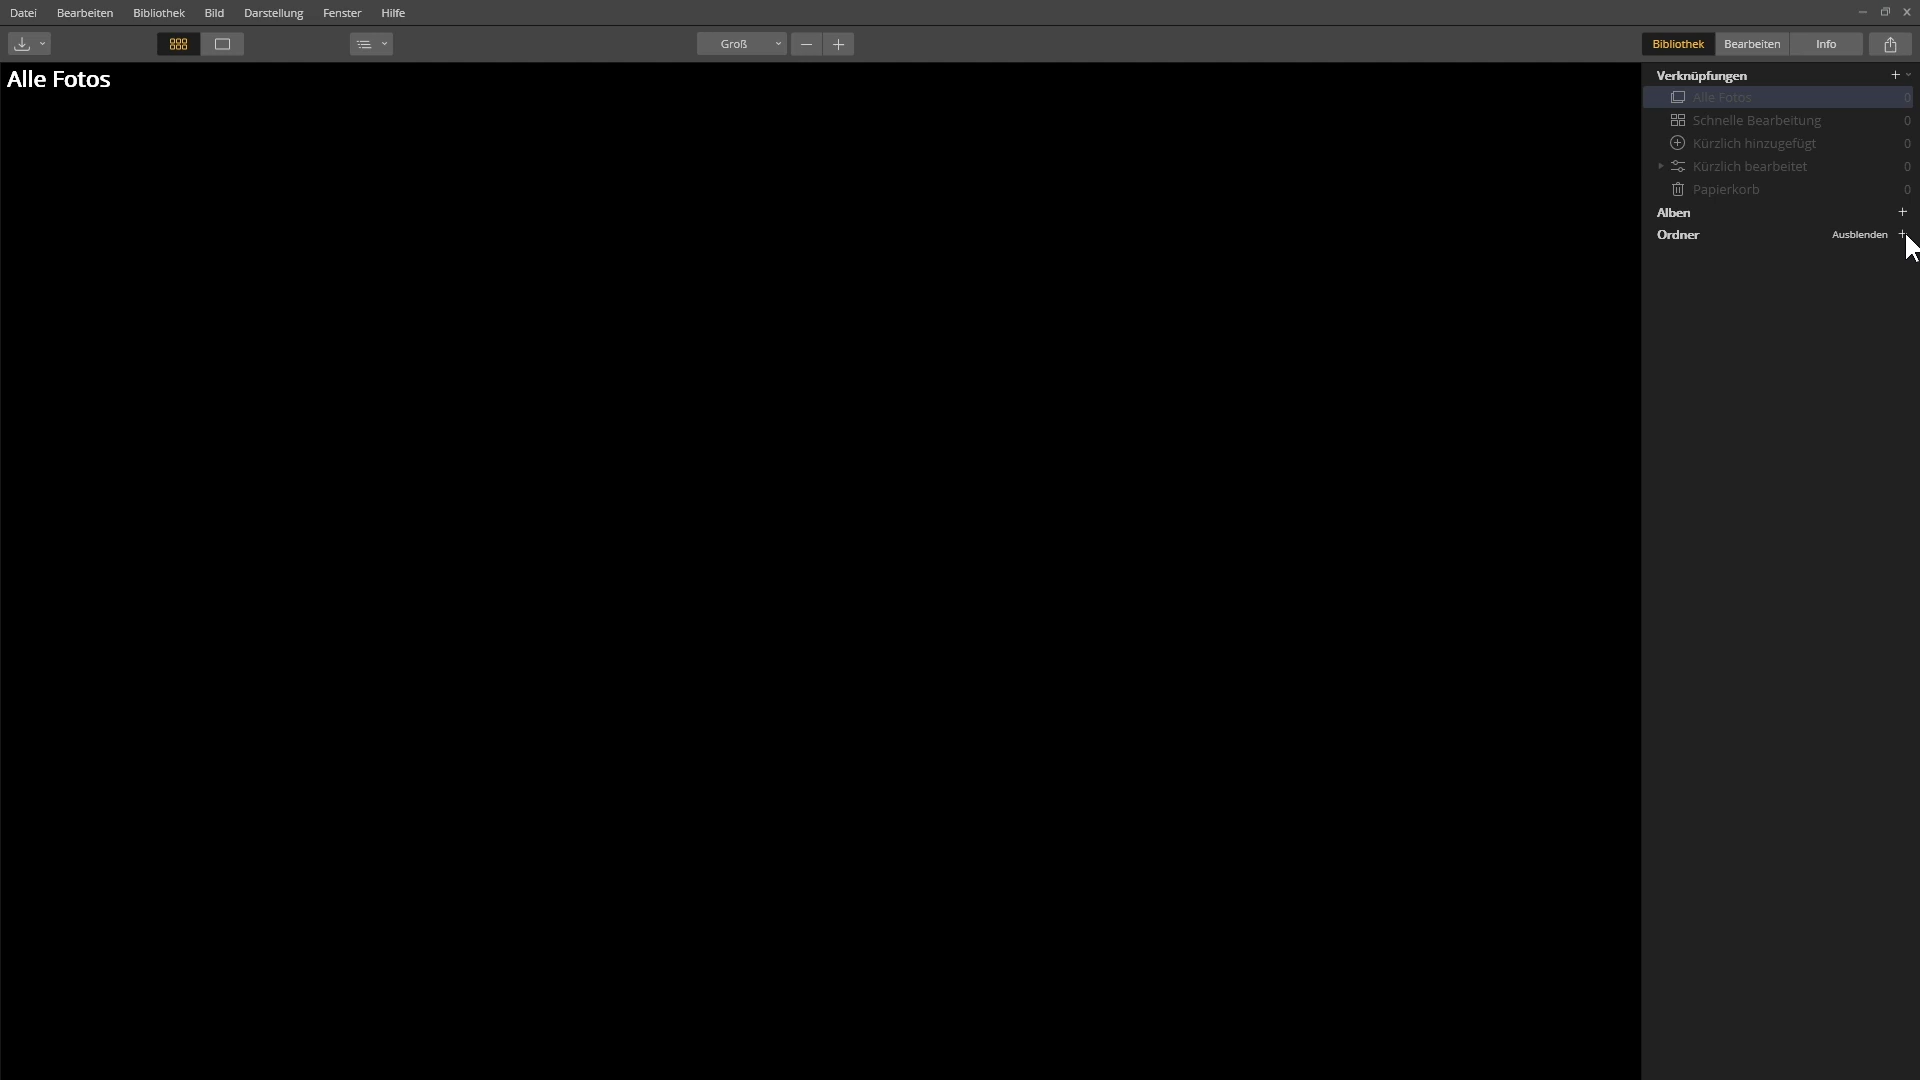 Datei Bearbeiten Bibliothek Bild Darstellung Fenster Hilfe
Groß Bibliothek Bearbeiten Info
Alle Fotos
Verknüpfungen
Alle Fotos 0
Schnelle Bearbeitung 0
Kürzlich hinzugefügt 0
Kürzlich bearbeitet 0
Papierkorb 0
Alben
Ordner Ausblenden